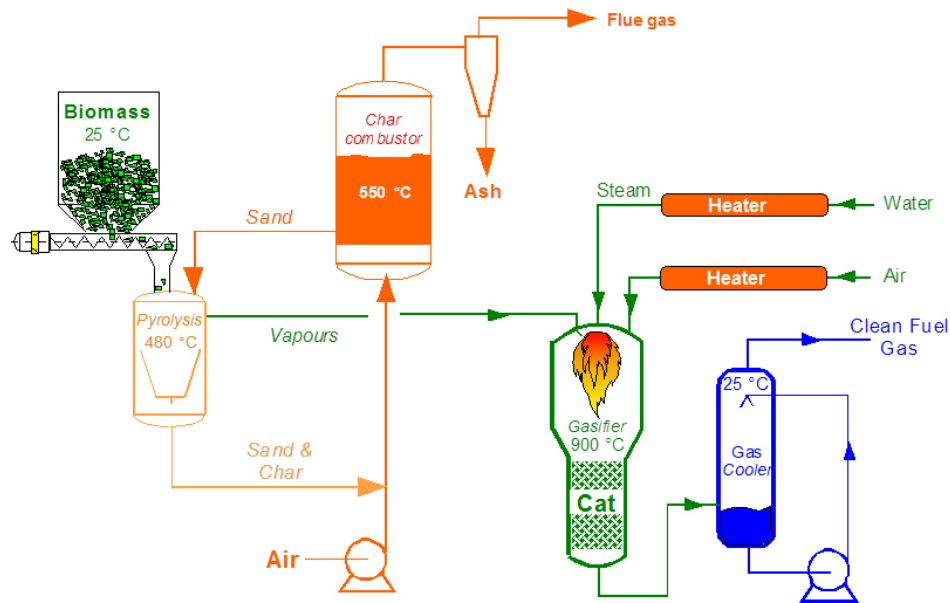 Flue gas
Biomass
25 °C
Char
combustor
550 °C
Ash
Steam
Heater
Water
Sand
Heater
Air
Pyrolysis
480 °C
Vapours
Clean Fuel
Gas
25 °C
Gasifier
900 °C
Gas
Cooler
Sand &
Char
Cat
Air